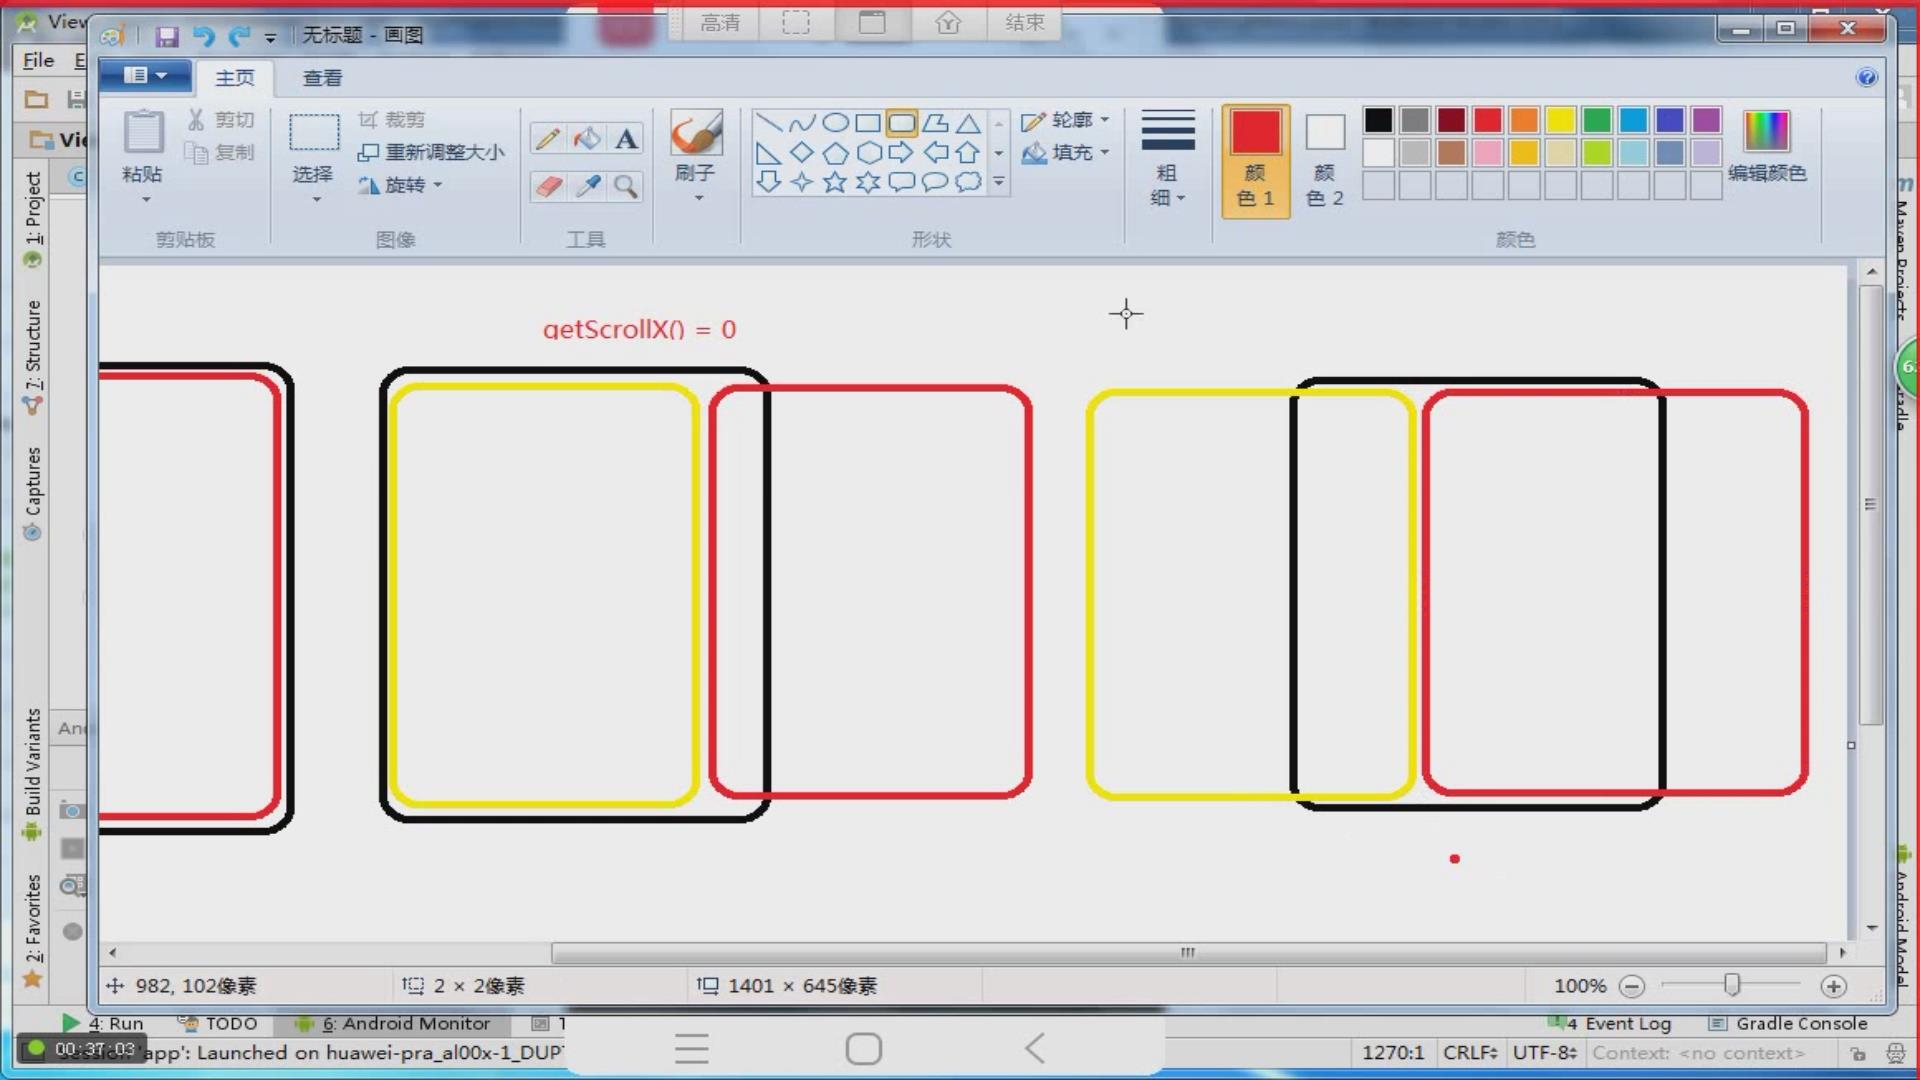 View
无标题 - 画图
高清
结束
File
主页
查看
粘贴
剪切
复制
剪贴板
选择
裁剪
重新调整大小
旋转
图像
A
工具
刷子
形状
轮廓
填充
粗
细
颜
色 1
颜
色 2
编辑颜色
颜色
getScrollX() = 0
1: Project
7: Structure
Captures
Build Variants
2: Favorites
Maven Projects
Android Model
982, 102像素
2 × 2像素
1401 × 645像素
100%
4: Run
TODO
6: Android Monitor
4 Event Log
Gradle Console
00:37:03
'app': Launched on huawei-pra_al00x-1_DUP
1270:1
CRLF
UTF-8
Context: <no context>